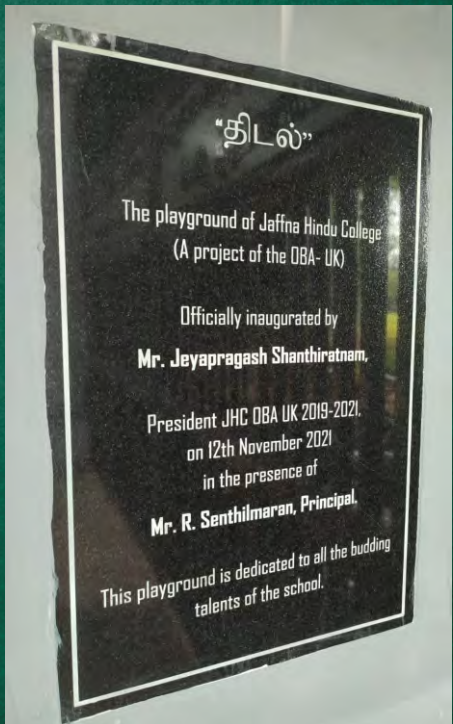 “திடல்”
The playground of Jaffna Hindu College
(A project of the OBA- UK)
Officially inaugurated by
Mr. Jeyapragash Shanthiratnam,
President JHC OBA UK 2019-2021.
on 12th November 2021
in the presence of
Mr. R. Senthilmaran, Principal.
This playground is dedicated to all the budding
talents of the school.